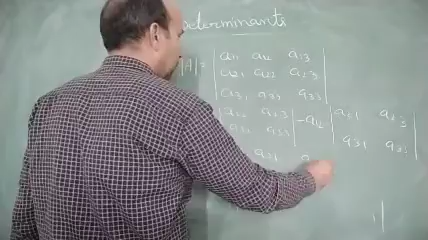 Determinants
|A| = | a11 a12 a13 |
| a21 a22 a23 |
| a31 a32 a33 |
| a22 a23 | - a12 | a21 a23 |
| a32 a33 | | a31 a33 |
a21 a